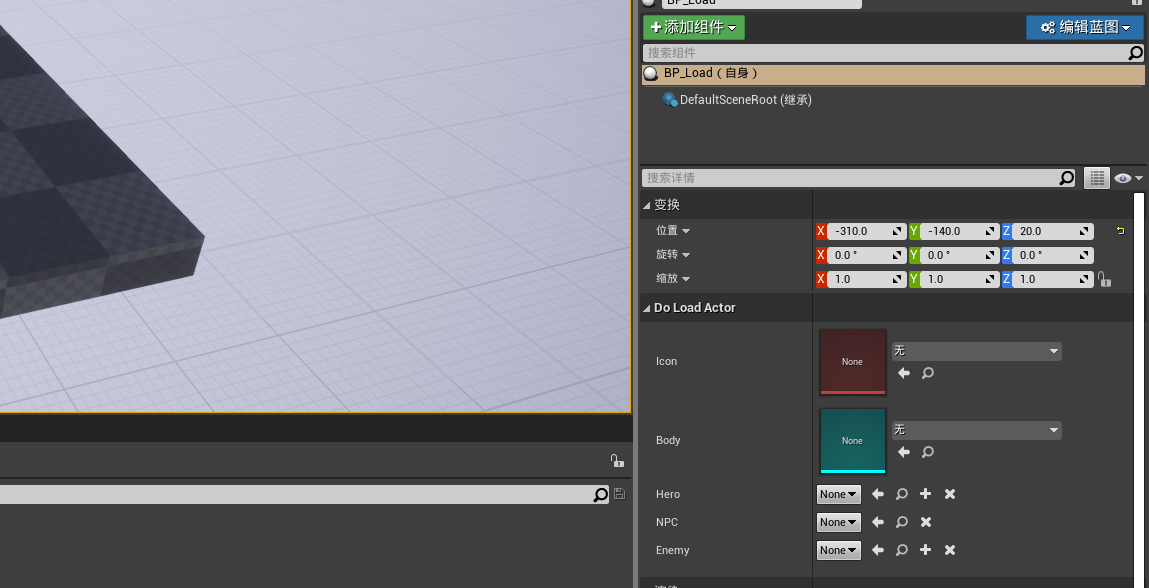 BP_Load
添加组件
编辑蓝图
搜索组件
BP_Load（自身）
DefaultSceneRoot (继承)
搜索详情
变换
位置 X -310.0 Y -140.0 Z 20.0
旋转 X 0.0 ° Y 0.0 ° Z 0.0 °
缩放 X 1.0 Y 1.0 Z 1.0
Do Load Actor
Icon None 无
Body None 无
Hero None
NPC None
Enemy None